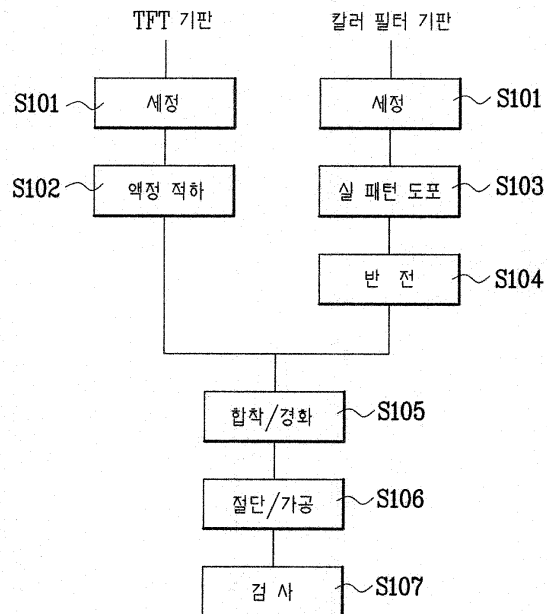 TFT 기판 칼러 필터 기판
S101 세정 세정 S101
S102 액정 적하 실 패턴 도포 S103
반 전 S104
합착/경화 S105
절단/가공 S106
검 사 S107